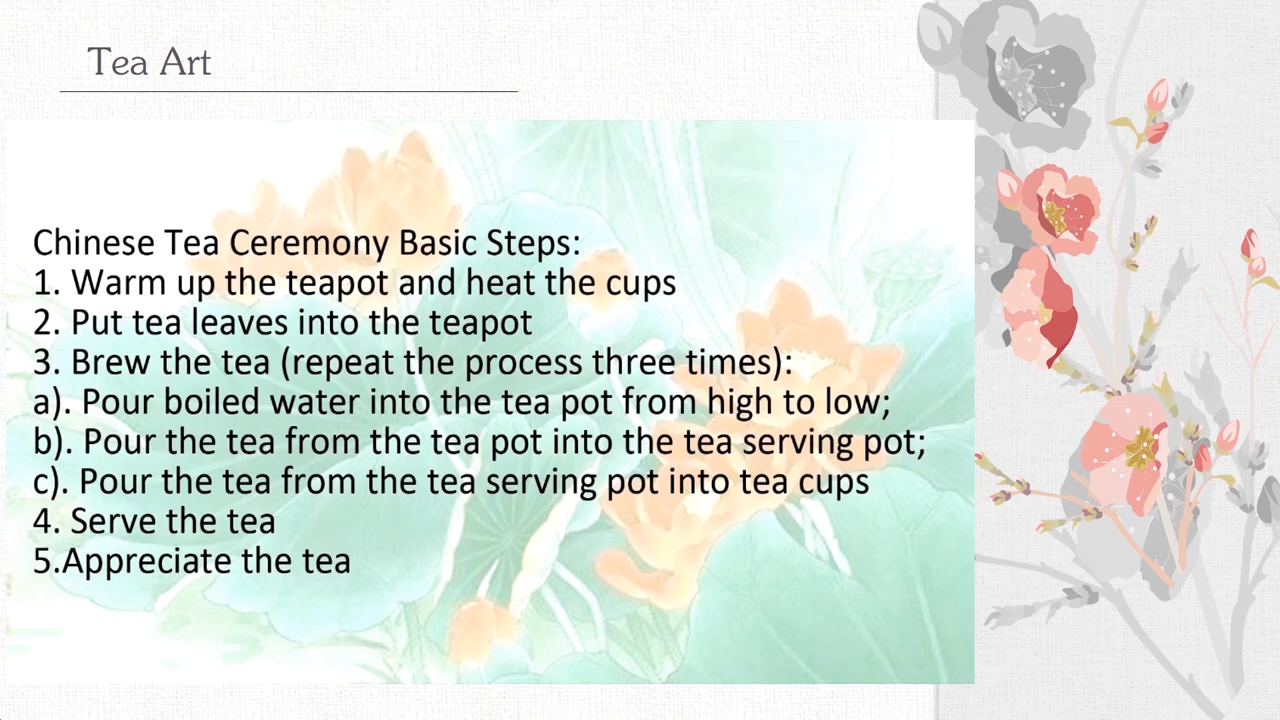 Tea Art
Chinese Tea Ceremony Basic Steps:
1. Warm up the teapot and heat the cups
2. Put tea leaves into the teapot
3. Brew the tea (repeat the process three times):
a). Pour boiled water into the tea pot from high to low;
b). Pour the tea from the tea pot into the tea serving pot;
c). Pour the tea from the tea serving pot into tea cups
4. Serve the tea
5.Appreciate the tea